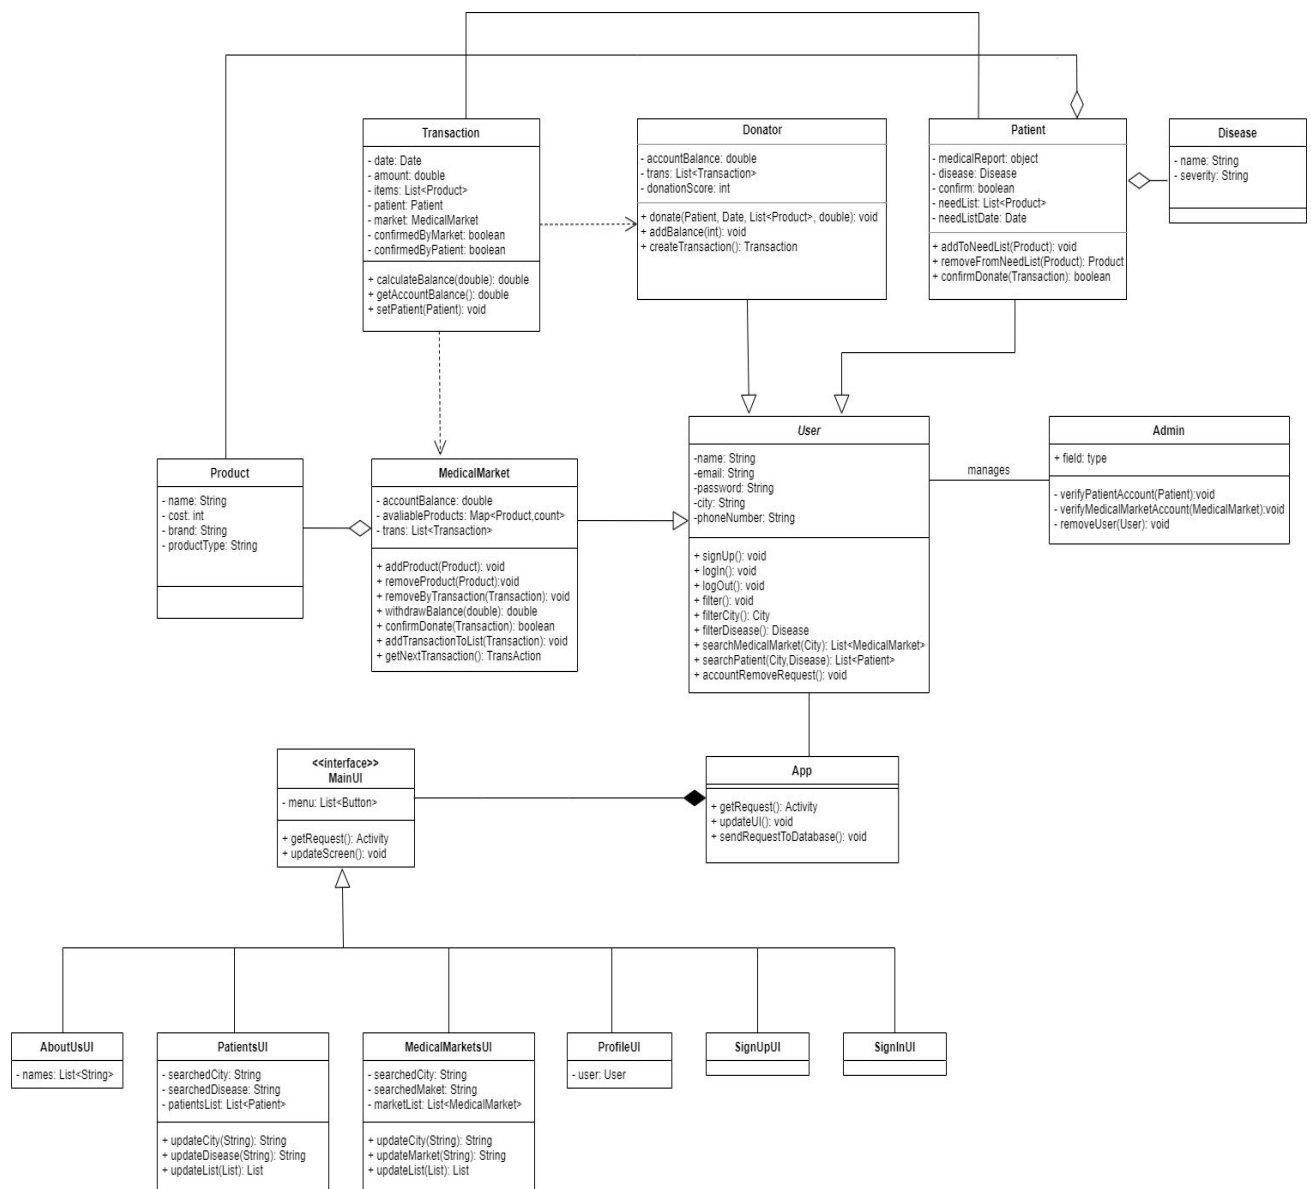 Transaction
- date: Date
- amount: double
- items: List<Product>
- patient: Patient
- market: MedicalMarket
- confirmedByMarket: boolean
- confirmedByPatient: boolean
+ calculateBalance(double): double
+ getAccountBalance(): double
+ setPatient(Patient): void
Donator
- accountBalance: double
- trans: List<Transaction>
- donationScore: int
+ donate(Patient, Date, List<Product>, double): void
+ addBalance(int): void
+ createTransaction(): Transaction
Patient
- medicalReport: object
- disease: Disease
- confirm: boolean
- needList: List<Product>
- needListDate: Date
+ addToNeedList(Product): void
+ removeFromNeedList(Product): Product
+ confirmDonate(Transaction): boolean
Disease
- name: String
- severity: String
Product
- name: String
- cost: int
- brand: String
- productType: String
MedicalMarket
- accountBalance: double
- avaliableProducts: Map<Product,count>
- trans: List<Transaction>
+ addProduct(Product): void
+ removeProduct(Product):void
+ removeByTransaction(Transaction): void
+ withdrawBalance(double): double
+ confirmDonate(Transaction): boolean
+ addTransactionToList(Transaction): void
+ getNextTransaction(): TransAction
User
-name: String
-email: String
-password: String
-city: String
-phoneNumber: String
+ signUp(): void
+ logIn(): void
+ logOut(): void
+ filter(): void
+ filterCity(): City
+ filterDisease(): Disease
+ searchMedicalMarket(City): List<MedicalMarket>
+ searchPatient(City,Disease): List<Patient>
+ accountRemoveRequest(): void
manages
Admin
+ field: type
- verifyPatientAccount(Patient):void
- verifyMedicalMarketAccount(MedicalMarket):void
- removeUser(User): void
<<interface>>
MainUI
- menu: List<Button>
+ getRequest(): Activity
+ updateScreen(): void
App
+ getRequest(): Activity
+ updateUI(): void
+ sendRequestToDatabase(): void
AboutUsUI
- names: List<String>
PatientsUI
- searchedCity: String
- searchedDisease: String
- patientsList: List<Patient>
+ updateCity(String): String
+ updateDisease(String): String
+ updateList(List): List
MedicalMarketsUI
- searchedCity: String
- searchedMaket: String
- marketList: List<MedicalMarket>
+ updateCity(String): String
+ updateMarket(String): String
+ updateList(List): List
ProfileUI
- user: User
SignUpUI
SignInUI